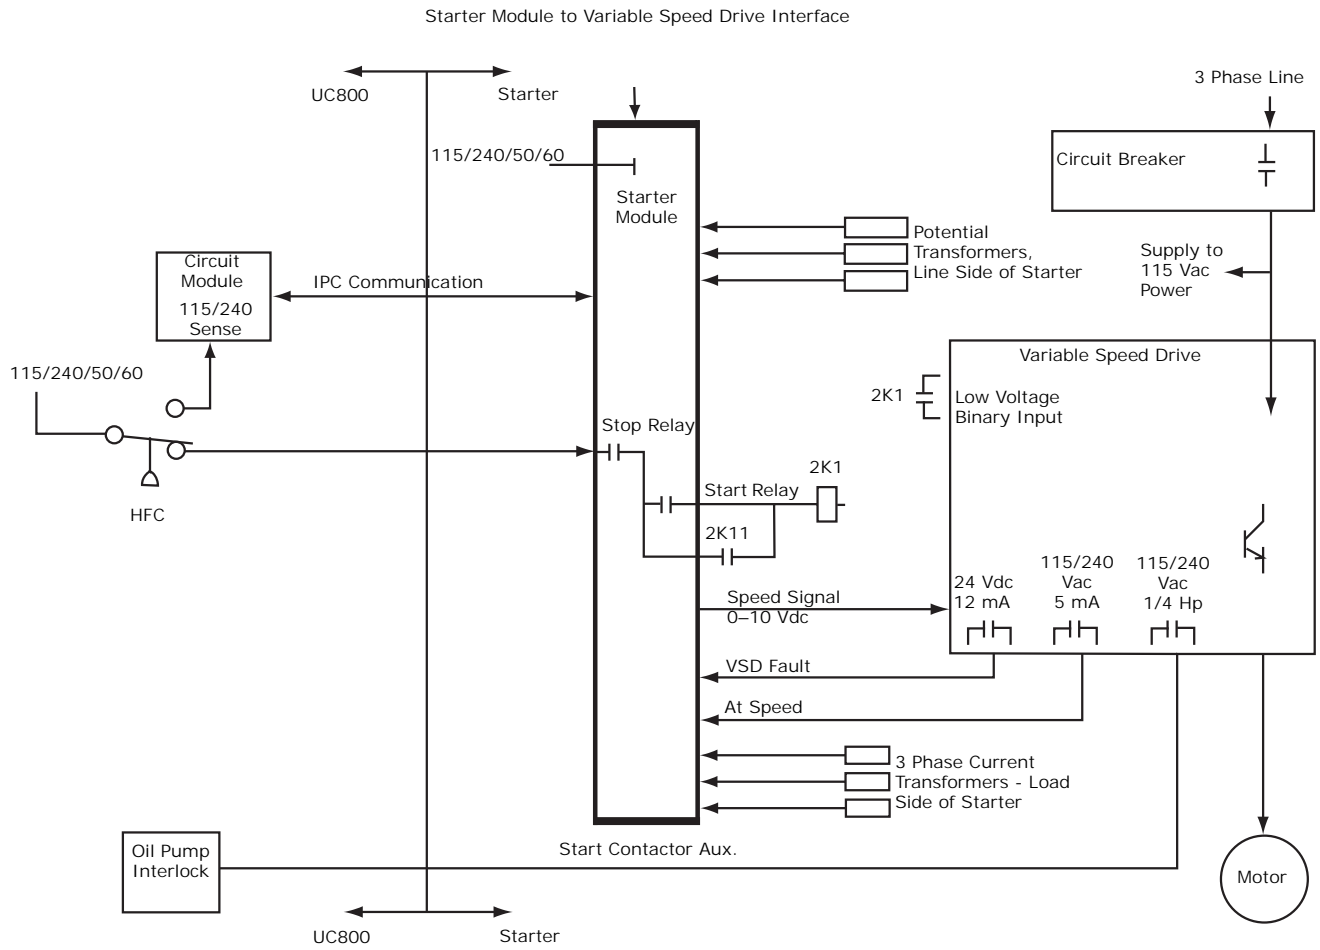 Starter Module to Variable Speed Drive Interface
UC800
Starter
3 Phase Line
115/240/50/60
Circuit Breaker
Starter
Module
Potential
Transformers,
Line Side of Starter
Supply to
115 Vac
Power
Circuit
Module
115/240
Sense
IPC Communication
115/240/50/60
Variable Speed Drive
2K1
Low Voltage
Binary Input
Stop Relay
HFC
2K1
Start Relay
2K11
24 Vdc
12 mA
115/240
Vac
5 mA
115/240
Vac
1/4 Hp
Speed Signal
0–10 Vdc
VSD Fault
At Speed
3 Phase Current
Transformers - Load
Side of Starter
Oil Pump
Interlock
Start Contactor Aux.
Motor
UC800
Starter